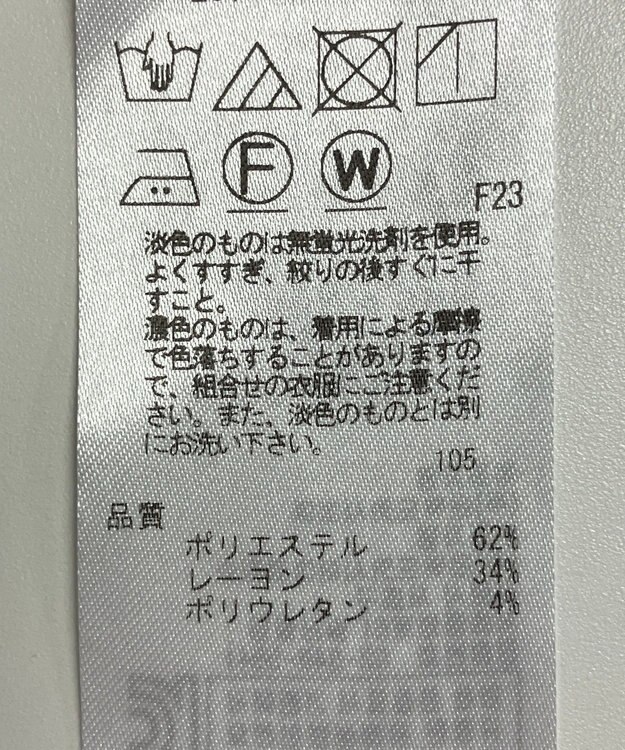 F
W
F23
淡色のものは無蛍光洗剤を使用。
よくすすぎ、絞りの後すぐに干
すこと。
濃色のものは、着用による摩擦
で色落ちすることがありますの
で、組合せの衣服にご注意くだ
さい。また、淡色のものとは別
にお洗い下さい。
105
品質
ポリエステル 62%
レーヨン 34%
ポリウレタン 4%